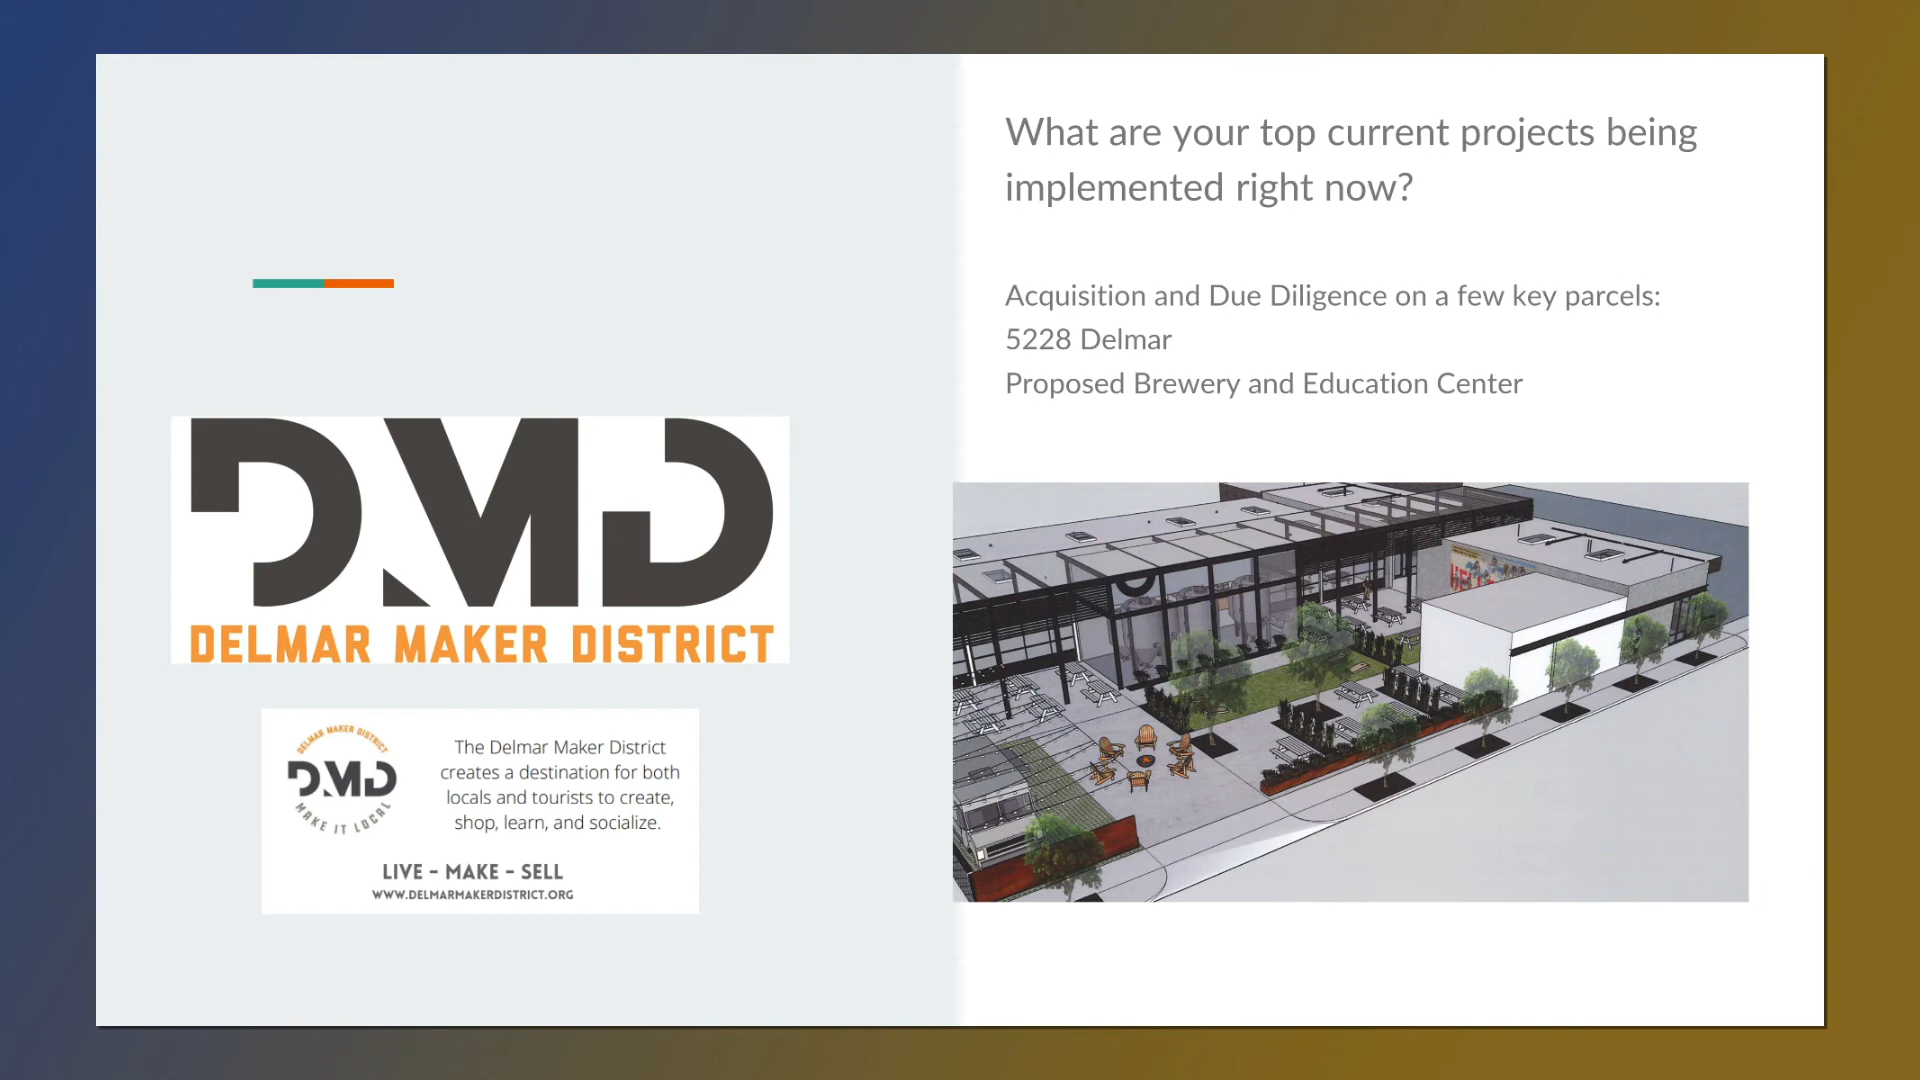 DMD
DELMAR MAKER DISTRICT
DELMAR MAKER DISTRICT
DMD
MAKE IT LOCAL
The Delmar Maker District
creates a destination for both
locals and tourists to create,
shop, learn, and socialize.
LIVE - MAKE - SELL
WWW.DELMARMAKERDISTRICT.ORG
What are your top current projects being
implemented right now?
Acquisition and Due Diligence on a few key parcels:
5228 Delmar
Proposed Brewery and Education Center